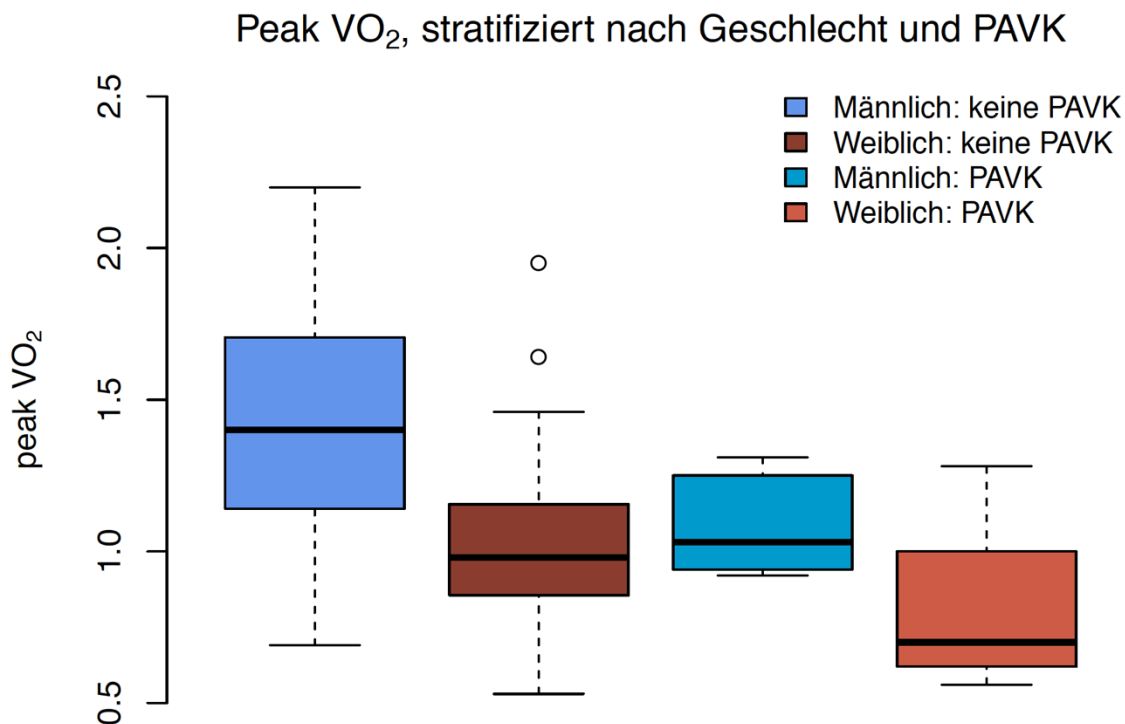 Peak VO₂, stratifiziert nach Geschlecht und PAVK
Männlich: keine PAVK
Weiblich: keine PAVK
Männlich: PAVK
Weiblich: PAVK
peak VO₂
2.5
2.0
1.5
1.0
0.5